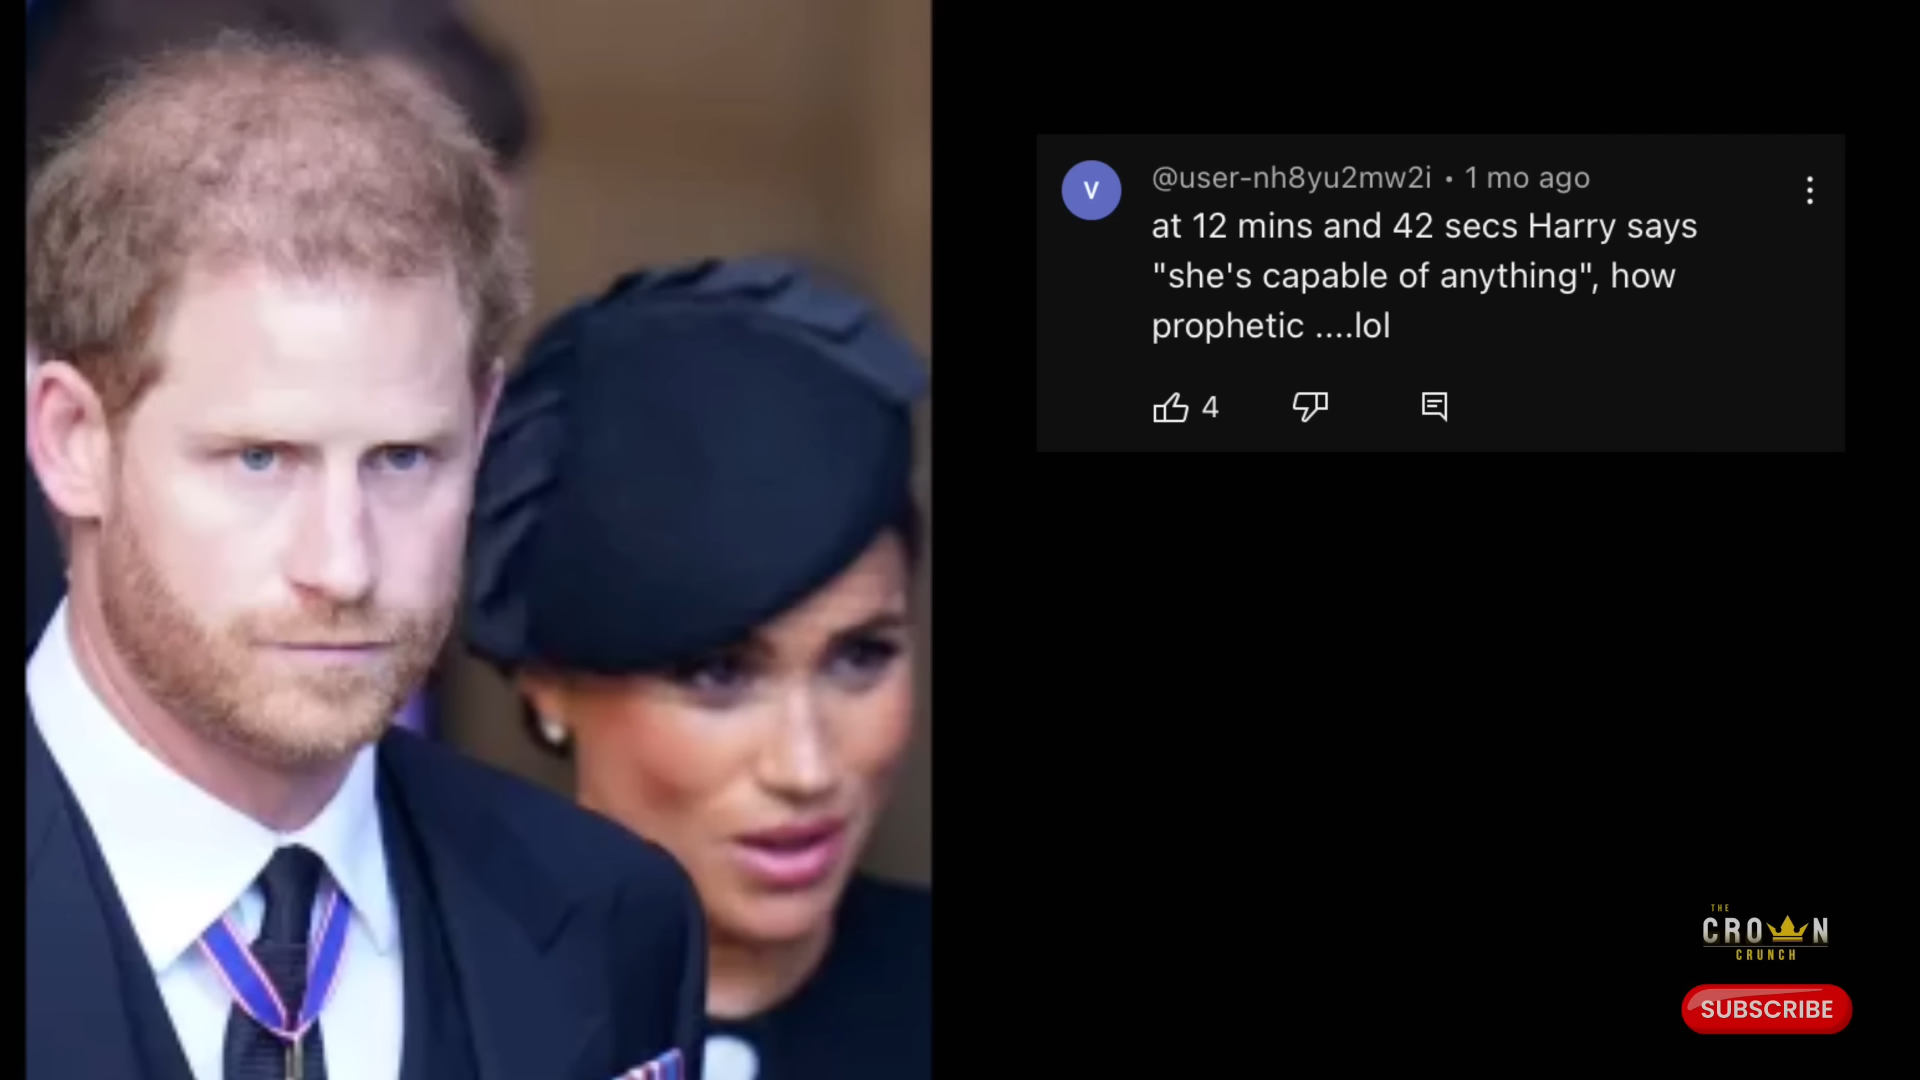 V
@user-nh8yu2mw2i • 1 mo ago
at 12 mins and 42 secs Harry says
"she's capable of anything", how
prophetic ....lol
4
THE
CROWN
CRUNCH
SUBSCRIBE